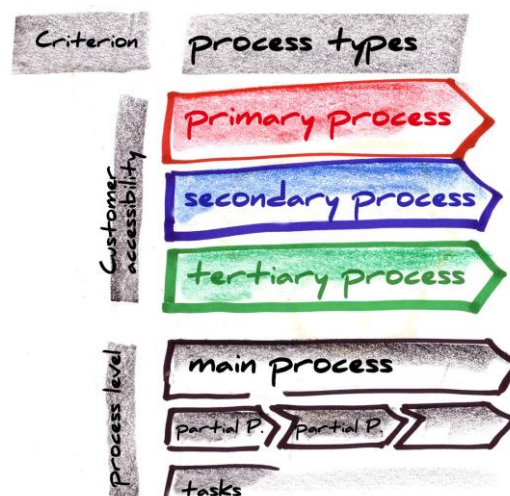 Criterion
process types
Customer
accessibility
primary process
secondary process
tertiary process
process level
main process
partial P.
partial P.
tasks